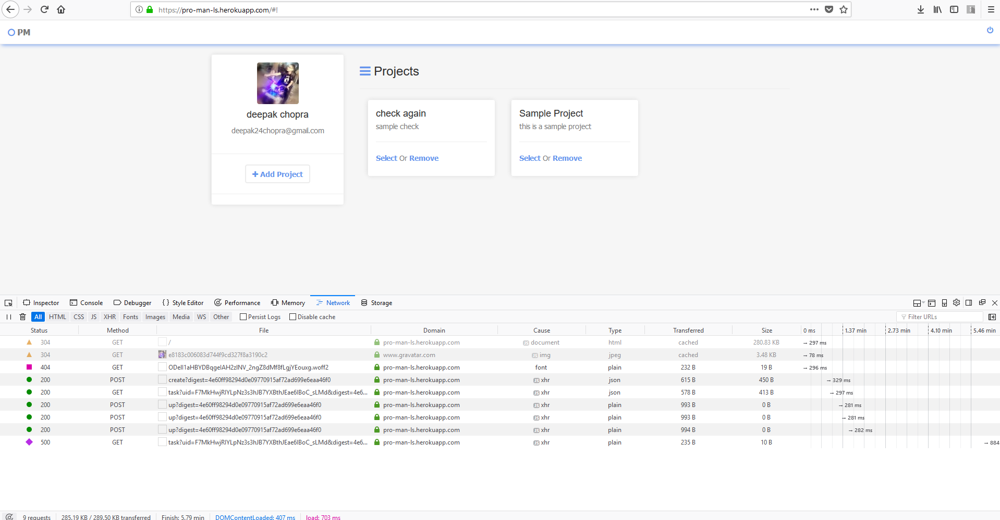 https://pro-man-ls.herokuapp.com/#!
PM
deepak chopra
deepak24chopra@gmail.com
Add Project
Projects
check again
sample check
Select Or Remove
Sample Project
this is a sample project
Select Or Remove
Inspector Console Debugger Style Editor Performance Memory Network Storage
All HTML CSS JS XHR Fonts Images Media WS Other Persist Logs Disable cache Filter URLs
Status Method File Domain Cause Type Transferred Size 0 ms 1.37 min 2.73 min 4.10 min 5.46 min
304 GET / pro-man-ls.herokuapp.com JS document html cached 280.83 KB → 297 ms
304 GET e8183c006083d744f9cd327f8a3190c2 www.gravatar.com JS img jpeg cached 3.48 KB → 78 ms
404 GET pro-man-ls.herokuapp.com font plain 232 B 19 B → 296 ms
200 POST create?digest=4e60ff98294d0e09770915af72ad699e6eaa46f0 pro-man-ls.herokuapp.com JS xhr json 615 B 450 B → 329 ms
200 GET pro-man-ls.herokuapp.com JS xhr json 578 B 413 B → 297 ms
200 POST up?digest=4e60ff98294d0e09770915af72ad699e6eaa46f0 pro-man-ls.herokuapp.com JS xhr plain 993 B 0 B → 281 ms
200 POST up?digest=4e60ff98294d0e09770915af72ad699e6eaa46f0 pro-man-ls.herokuapp.com JS xhr plain 993 B 0 B → 281 ms
200 POST up?digest=4e60ff98294d0e09770915af72ad699e6eaa46f0 pro-man-ls.herokuapp.com JS xhr plain 994 B 0 B → 282 ms
500 GET pro-man-ls.herokuapp.com JS xhr plain 235 B 10 B → 884
9 requests 285.19 KB / 289.50 KB transferred Finish: 5.79 min DOMContentLoaded: 407 ms load: 703 ms